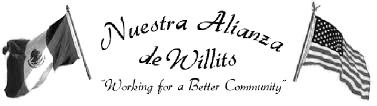 Nuestra Alianza
de Willits
"Working for a Better Community"